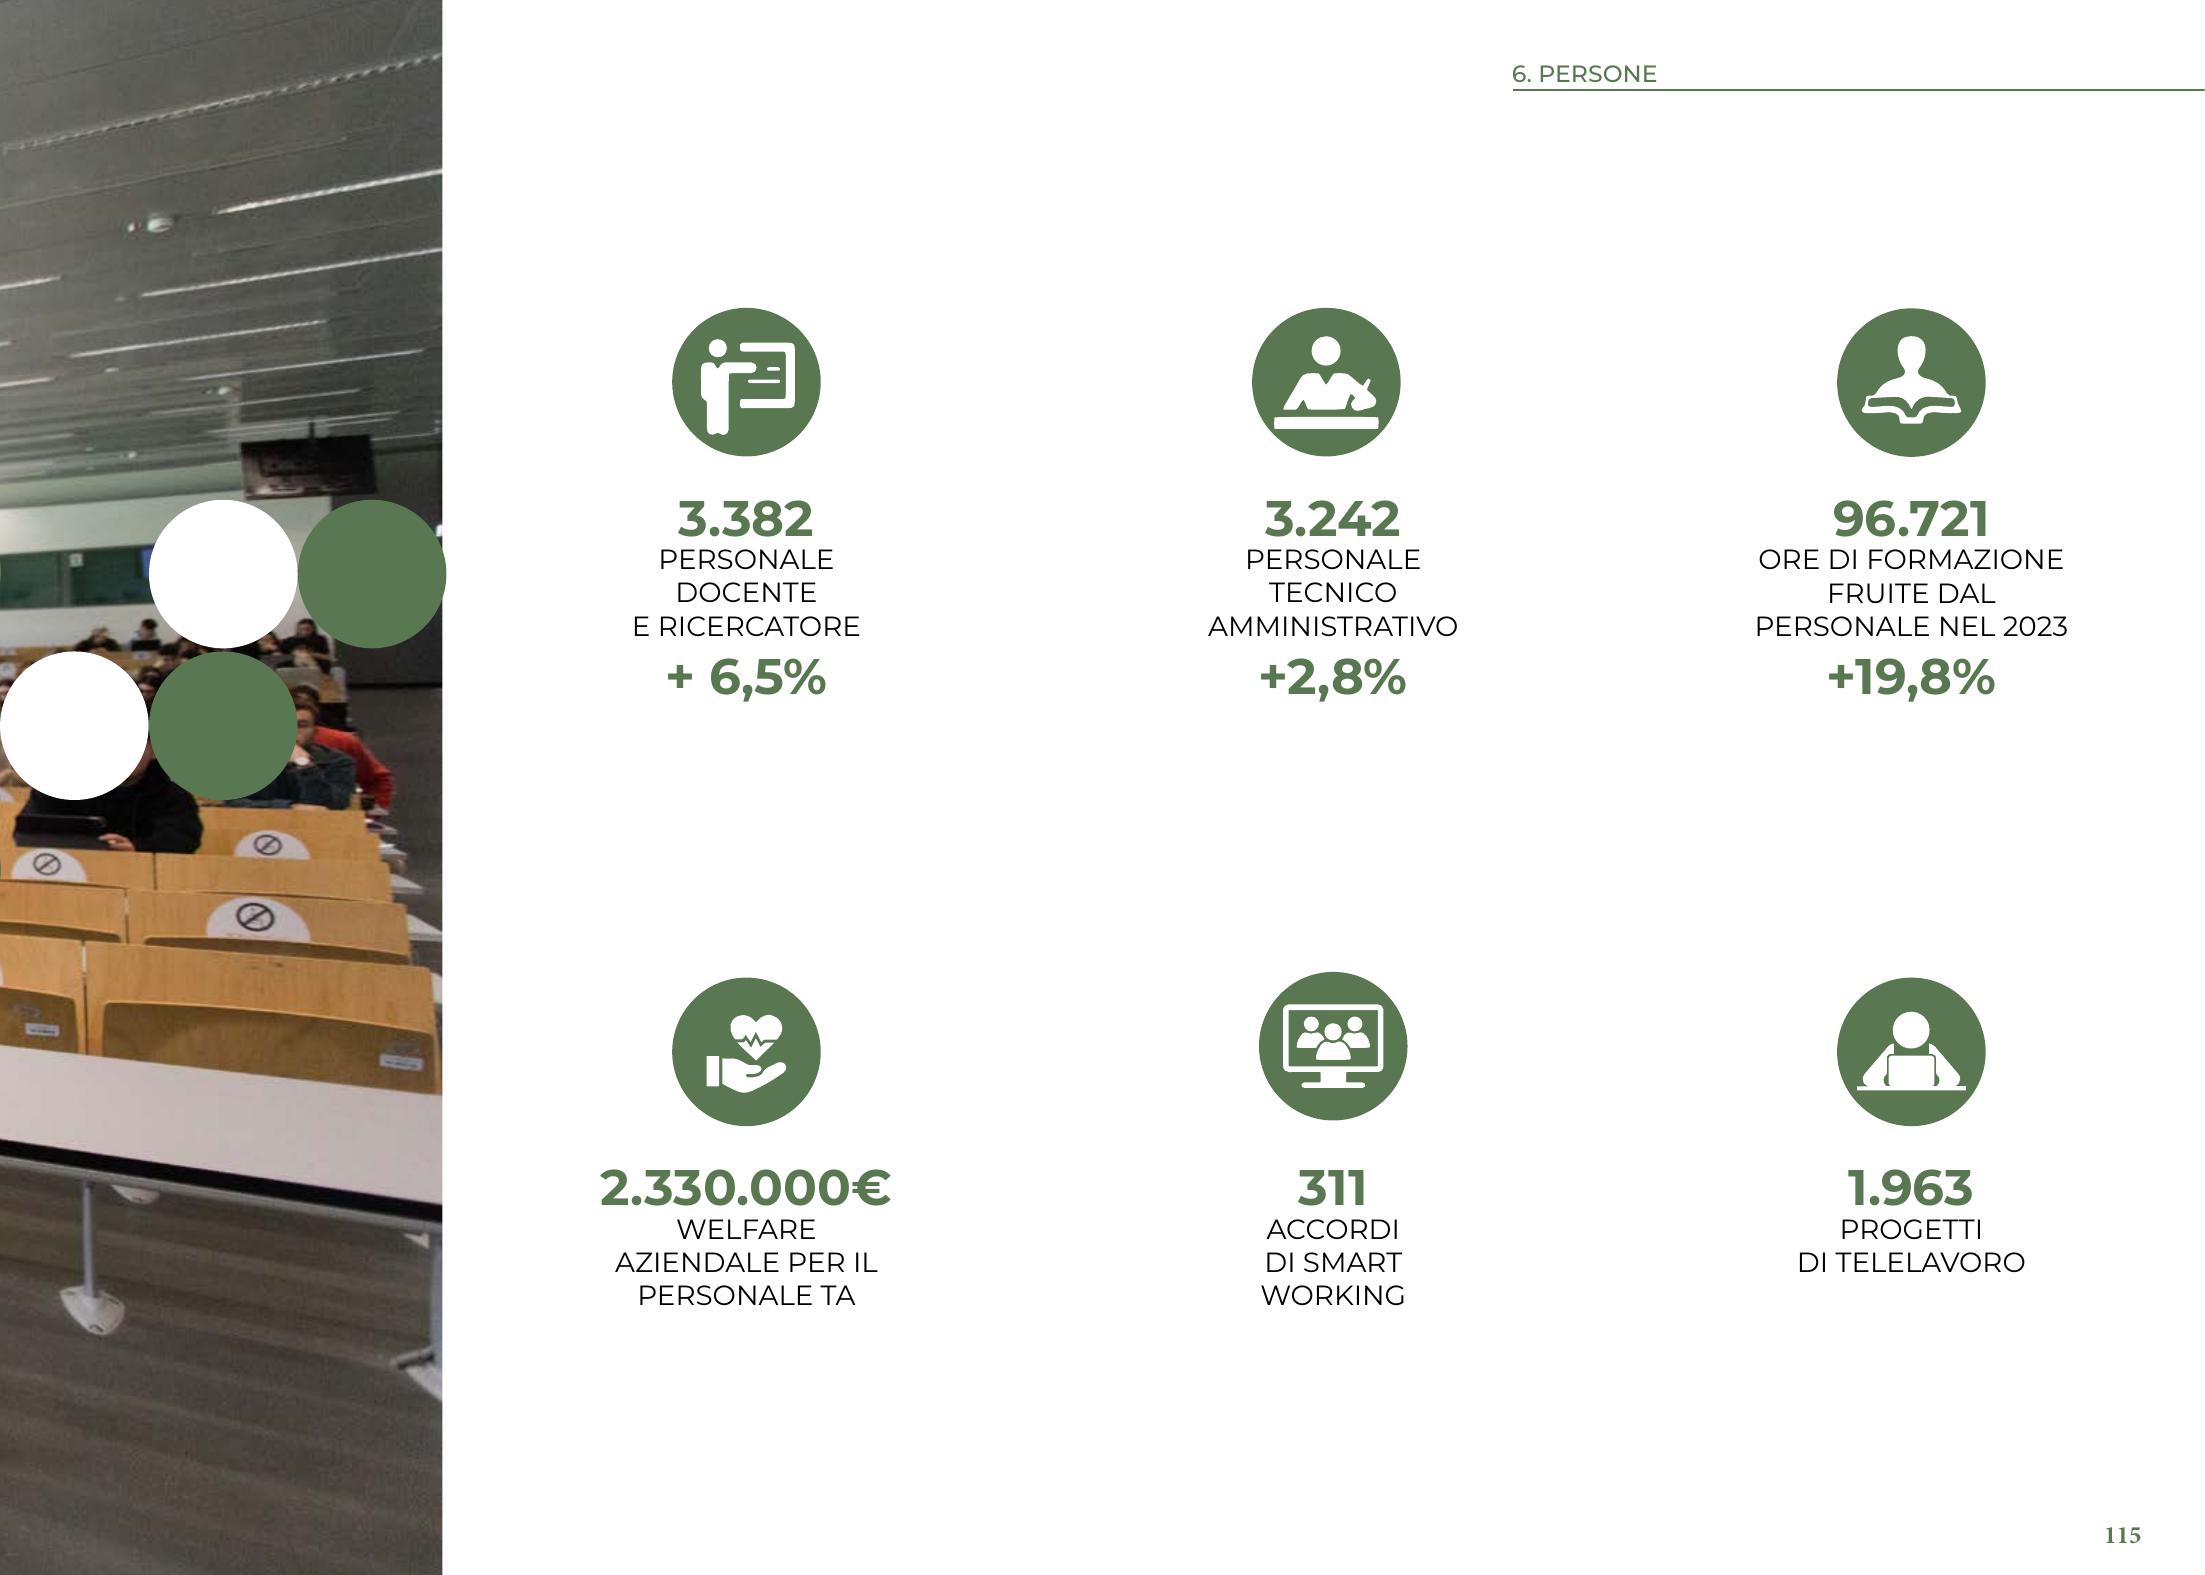 6. PERSONE
3.382
PERSONALE
DOCENTE
E RICERCATORE
+ 6,5%
3.242
PERSONALE
TECNICO
AMMINISTRATIVO
+2,8%
96.721
ORE DI FORMAZIONE
FRUITE DAL
PERSONALE NEL 2023
+19,8%
2.330.000€
WELFARE
AZIENDALE PER IL
PERSONALE TA
311
ACCORDI
DI SMART
WORKING
1.963
PROGETTI
DI TELELAVORO
115